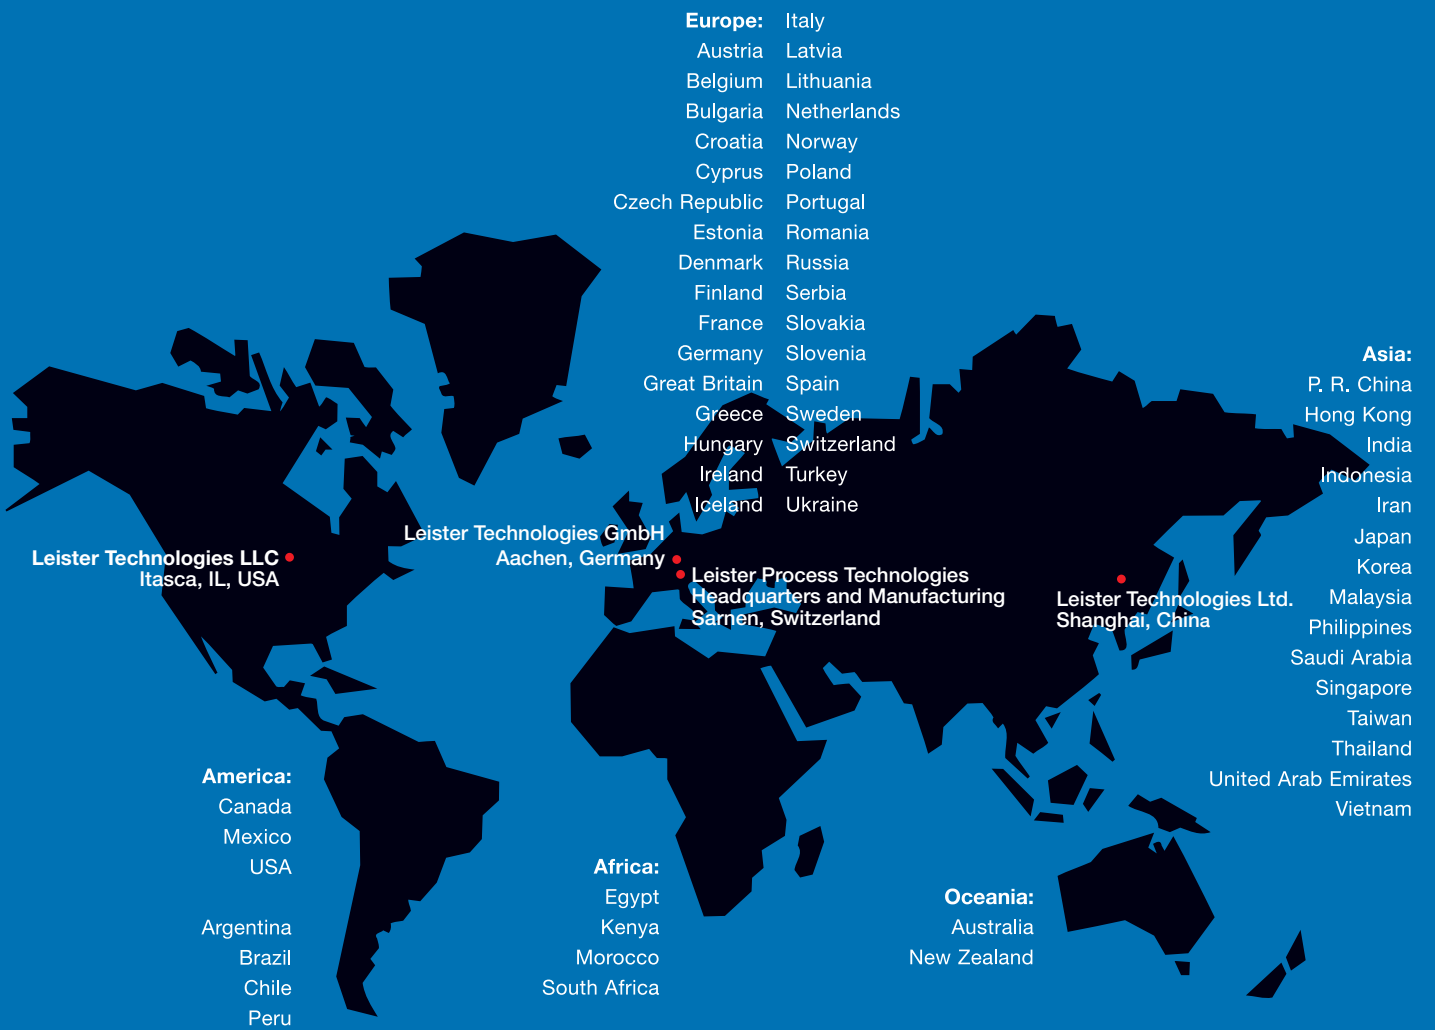 Europe:
Austria
Belgium
Bulgaria
Croatia
Cyprus
Czech Republic
Estonia
Denmark
Finland
France
Germany
Great Britain
Greece
Hungary
Ireland
Iceland
Italy
Latvia
Lithuania
Netherlands
Norway
Poland
Portugal
Romania
Russia
Serbia
Slovakia
Slovenia
Spain
Sweden
Switzerland
Turkey
Ukraine
Asia:
P. R. China
Hong Kong
India
Indonesia
Iran
Japan
Korea
Malaysia
Philippines
Saudi Arabia
Singapore
Taiwan
Thailand
United Arab Emirates
Vietnam
Leister Technologies LLC
Itasca, IL, USA
Leister Technologies GmbH
Aachen, Germany
Leister Process Technologies
Headquarters and Manufacturing
Sarnen, Switzerland
Leister Technologies Ltd.
Shanghai, China
America:
Canada
Mexico
USA
Argentina
Brazil
Chile
Peru
Africa:
Egypt
Kenya
Morocco
South Africa
Oceania:
Australia
New Zealand